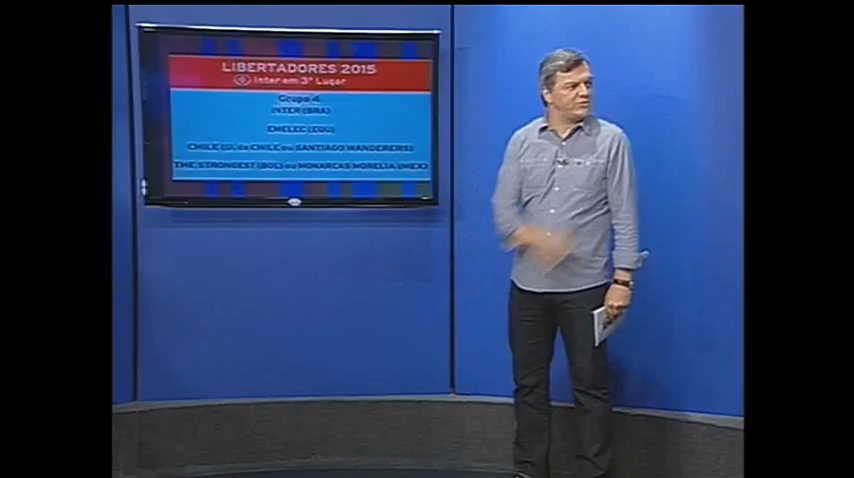 LIBERTADORES 2015
Inter em 3º Lugar
Grupo 4
INTER (BRA)
EMELEC (EQU)
CHILE (U. de CHILE ou SANTIAGO WANDERERS)
THE STRONGEST (BOL) ou MONARCAS MORELIA (MEX)